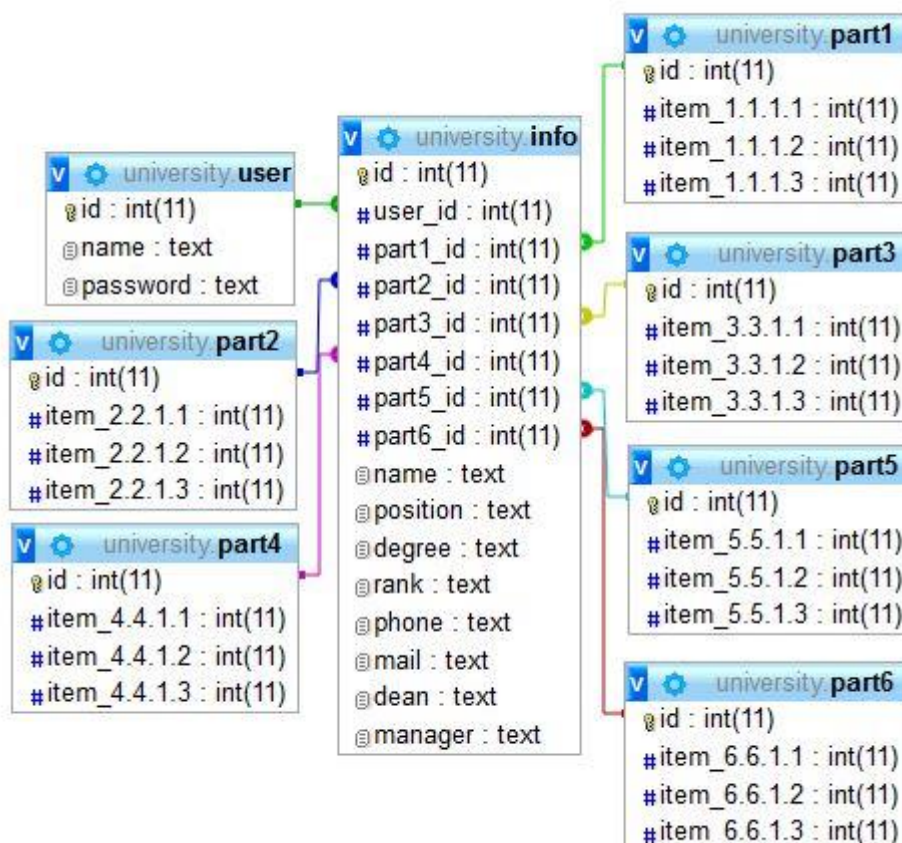 university.user
id : int(11)
name : text
password : text
university.part2
id : int(11)
#item_2.2.1.1 : int(11)
#item_2.2.1.2 : int(11)
#item_2.2.1.3 : int(11)
university.part4
id : int(11)
#item_4.4.1.1 : int(11)
#item_4.4.1.2 : int(11)
#item_4.4.1.3 : int(11)
university.info
id : int(11)
#user_id : int(11)
#part1_id : int(11)
#part2_id : int(11)
#part3_id : int(11)
#part4_id : int(11)
#part5_id : int(11)
#part6_id : int(11)
name : text
position : text
degree : text
rank : text
phone : text
mail : text
dean : text
manager : text
university.part1
id : int(11)
#item_1.1.1.1 : int(11)
#item_1.1.1.2 : int(11)
#item_1.1.1.3 : int(11)
university.part3
id : int(11)
#item_3.3.1.1 : int(11)
#item_3.3.1.2 : int(11)
#item_3.3.1.3 : int(11)
university.part5
id : int(11)
#item_5.5.1.1 : int(11)
#item_5.5.1.2 : int(11)
#item_5.5.1.3 : int(11)
university.part6
id : int(11)
#item_6.6.1.1 : int(11)
#item_6.6.1.2 : int(11)
#item_6.6.1.3 : int(11)